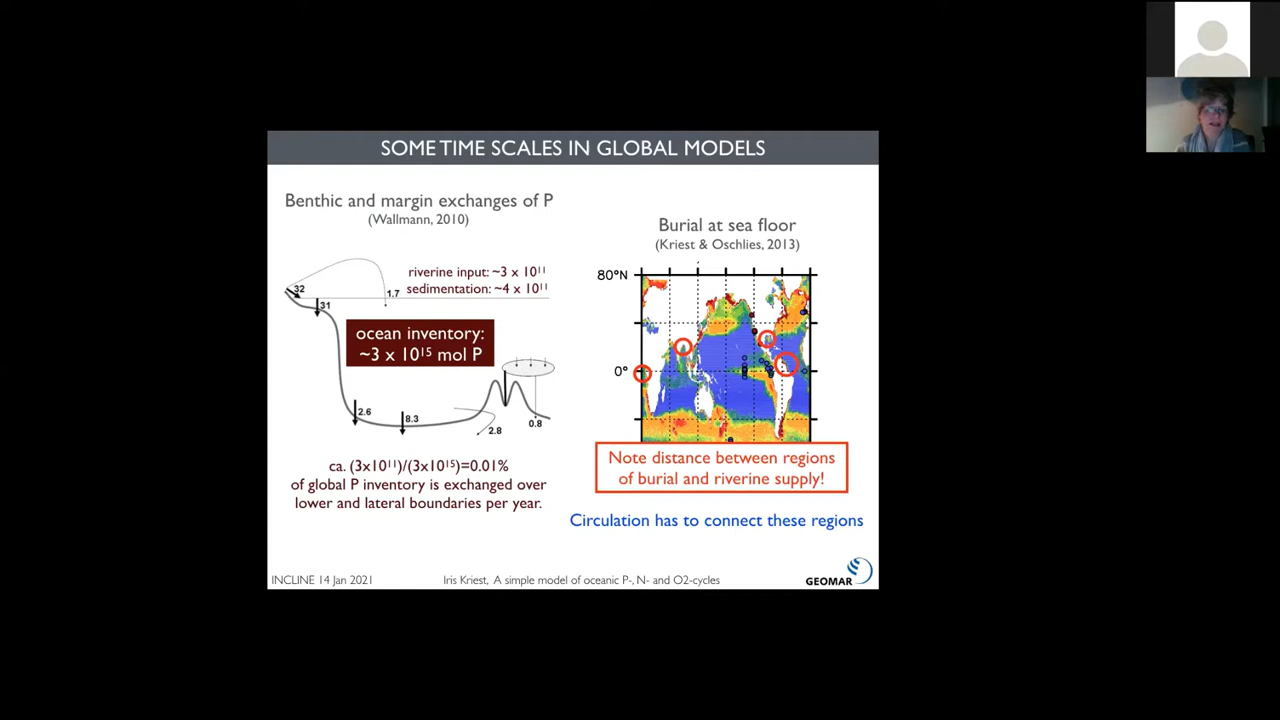 SOME TIME SCALES IN GLOBAL MODELS
Benthic and margin exchanges of P
(Wallmann, 2010)
riverine input: ~3 x 10¹¹
sedimentation: ~4 x 10¹¹
32
31
1.7
ocean inventory:
~3 x 10¹⁵ mol P
2.6
8.3
2.8
0.8
ca. (3x10¹¹)/(3x10¹⁵)=0.01%
of global P inventory is exchanged over
lower and lateral boundaries per year.
Burial at sea floor
(Kriest & Oschlies, 2013)
80°N
0°
Note distance between regions
of burial and riverine supply!
Circulation has to connect these regions
INCLINE 14 Jan 2021
Iris Kriest, A simple model of oceanic P-, N- and O2-cycles
GEOMAR